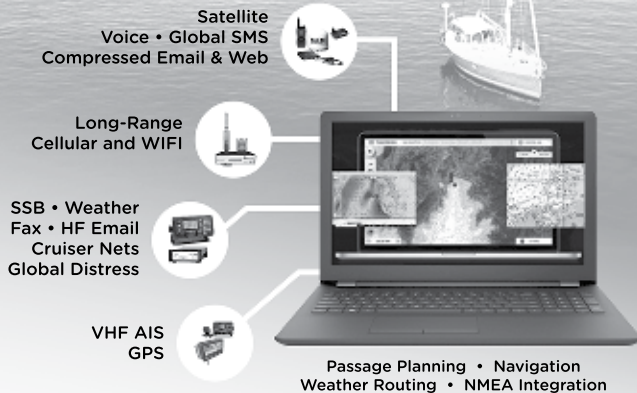 Satellite
Voice • Global SMS
Compressed Email & Web
Long-Range
Cellular and WIFI
SSB • Weather
Fax • HF Email
Cruiser Nets
Global Distress
VHF AIS
GPS
Passage Planning • Navigation
Weather Routing • NMEA Integration